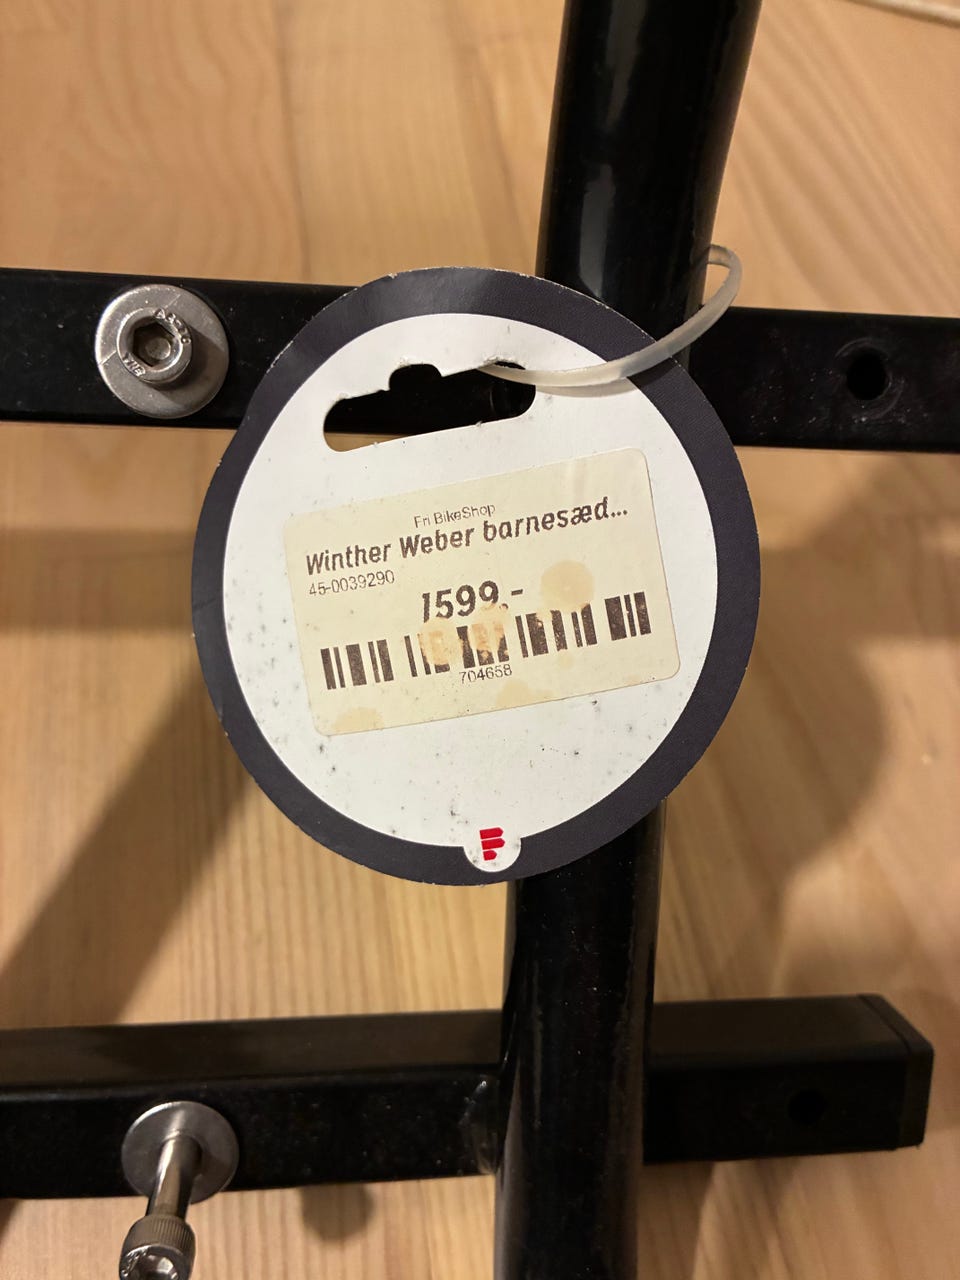 Fri BikeShop
Winther Weber barnesæd...
45-0039290
1599.-
704658